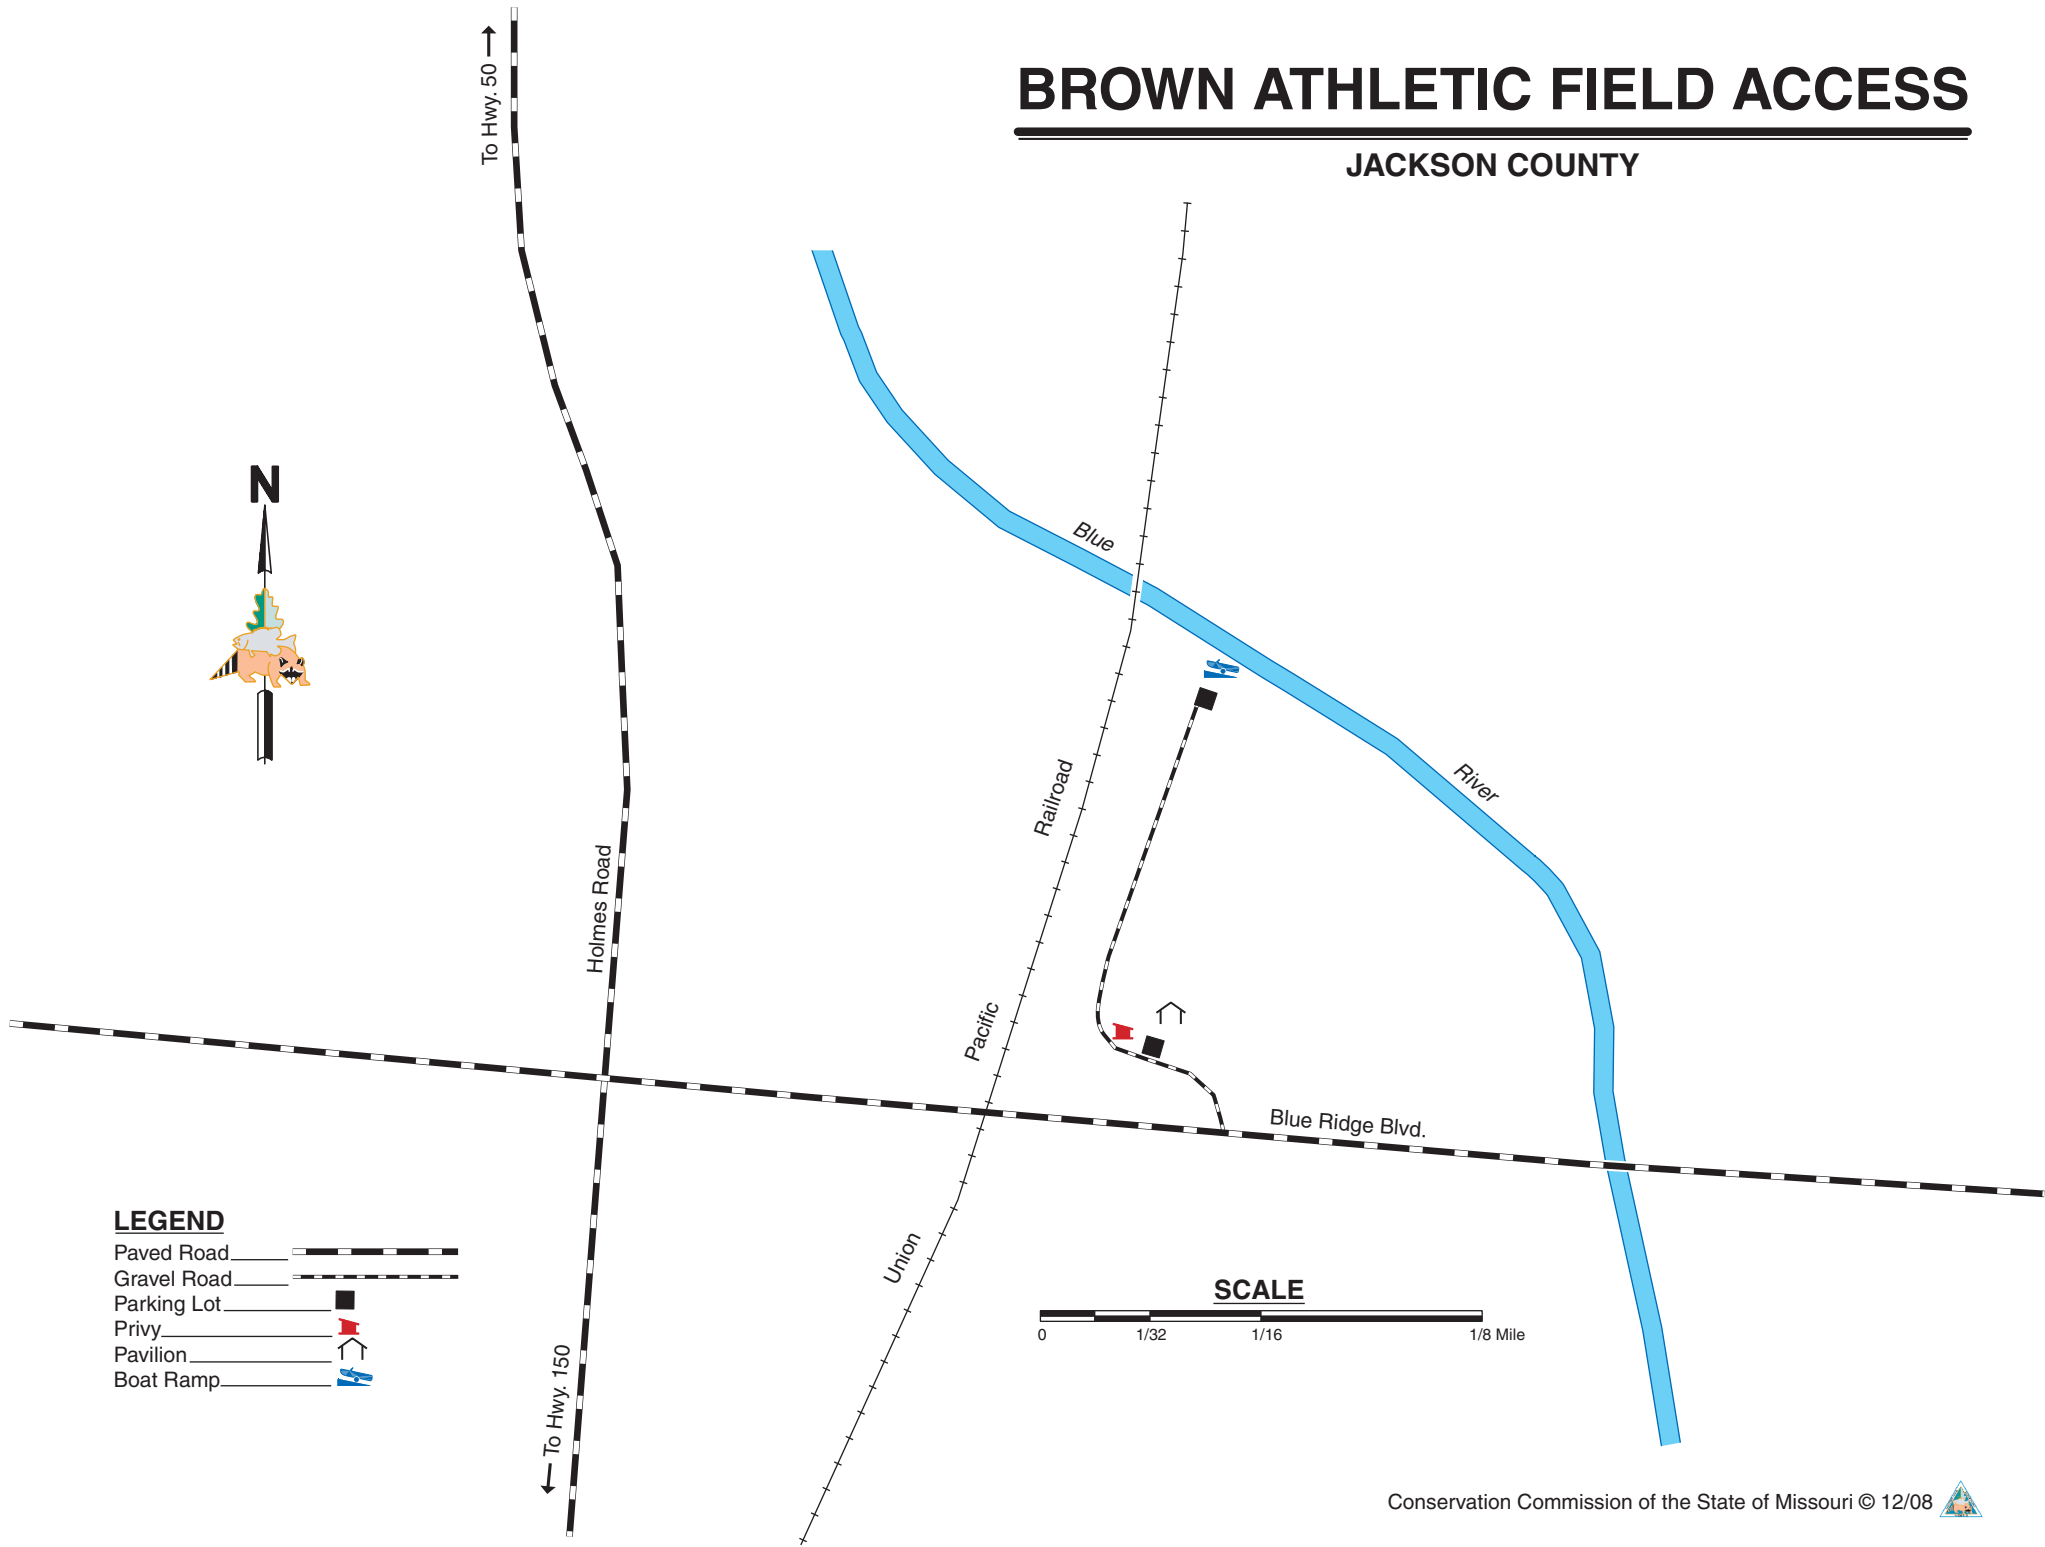 BROWN ATHLETIC FIELD ACCESS
JACKSON COUNTY
To Hwy. 50
N
Blue
River
Railroad
Pacific
Union
Holmes Road
Blue Ridge Blvd.
To Hwy. 150
LEGEND
Paved Road
Gravel Road
Parking Lot
Privy
Pavilion
Boat Ramp
SCALE
0 1/32 1/16 1/8 Mile
Conservation Commission of the State of Missouri © 12/08